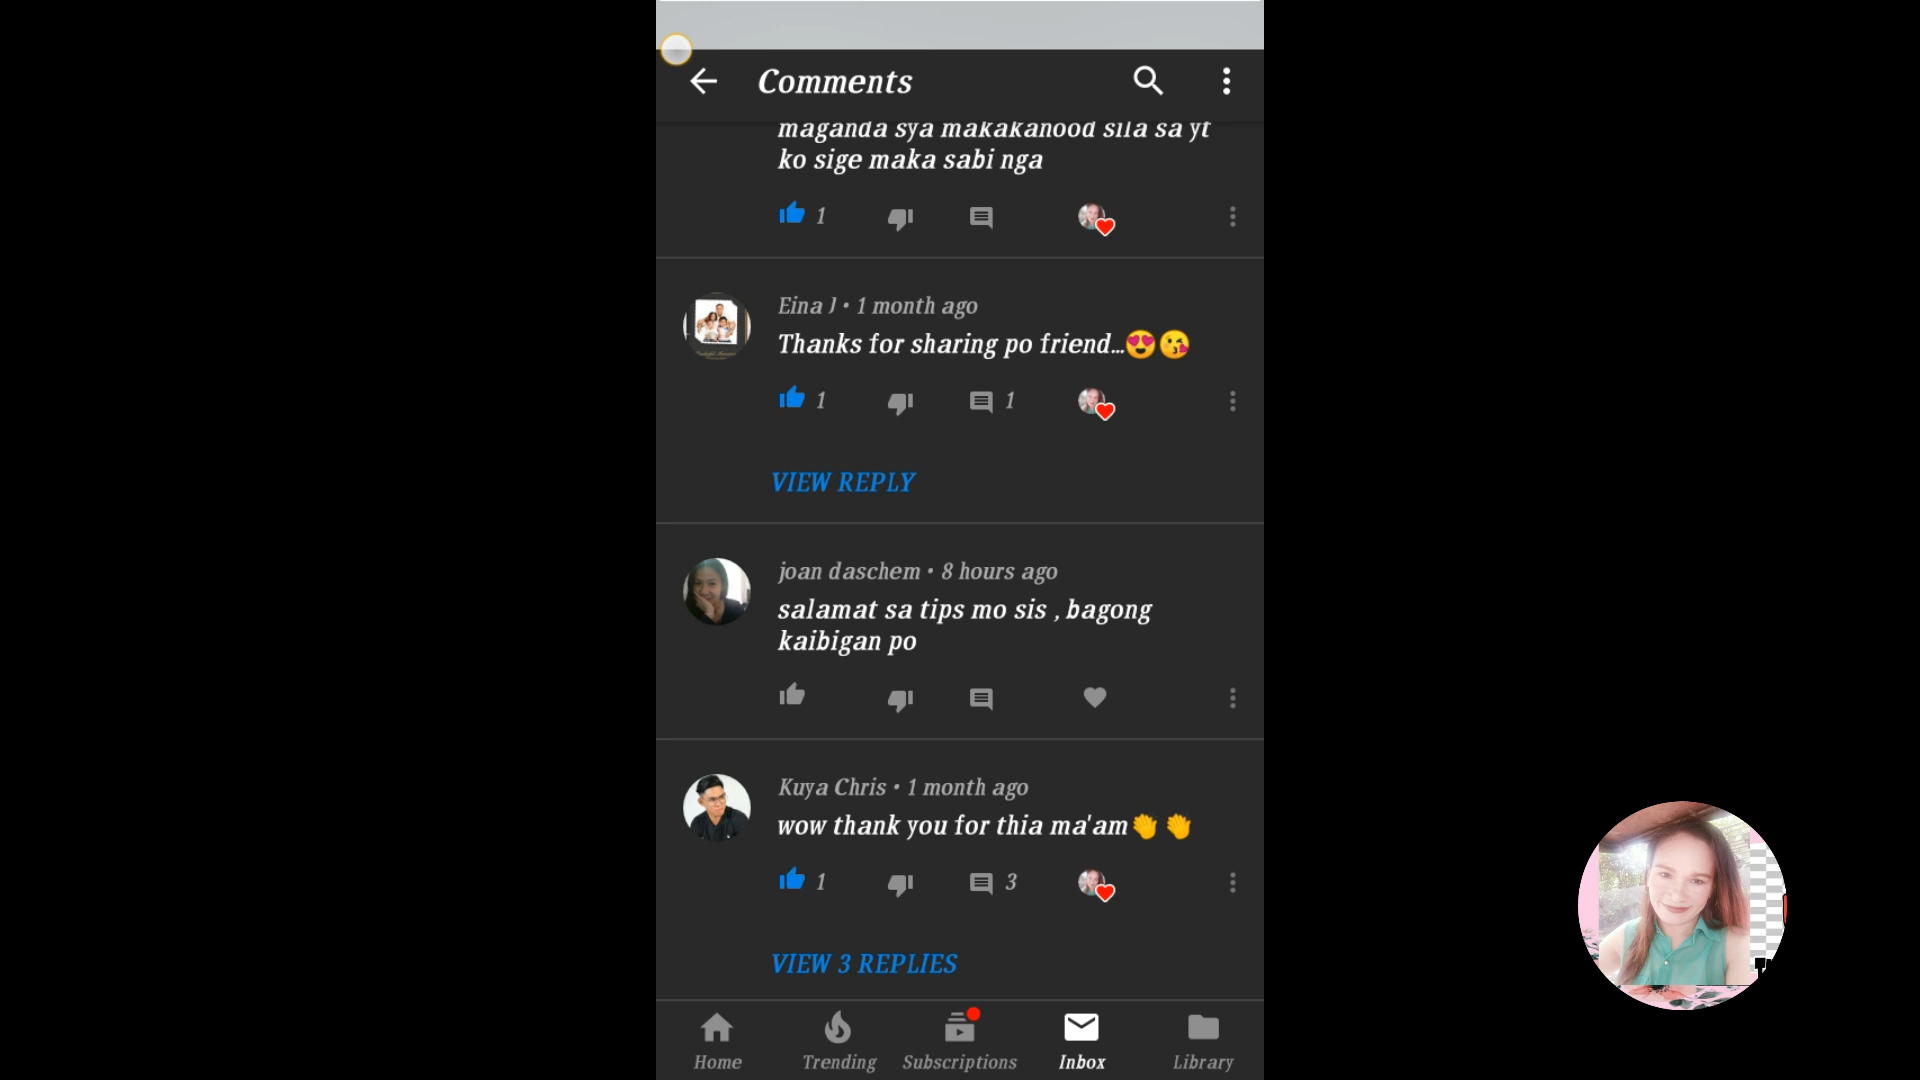 Comments
maganda sya makakanood sila sa yt
ko sige maka sabi nga
1
Eina J • 1 month ago
Thanks for sharing po friend...😍😘
1 1
VIEW REPLY
joan daschem • 8 hours ago
salamat sa tips mo sis , bagong
kaibigan po
Kuya Chris • 1 month ago
wow thank you for thia ma'am👏 👏
1 3
VIEW 3 REPLIES
Home Trending Subscriptions Inbox Library